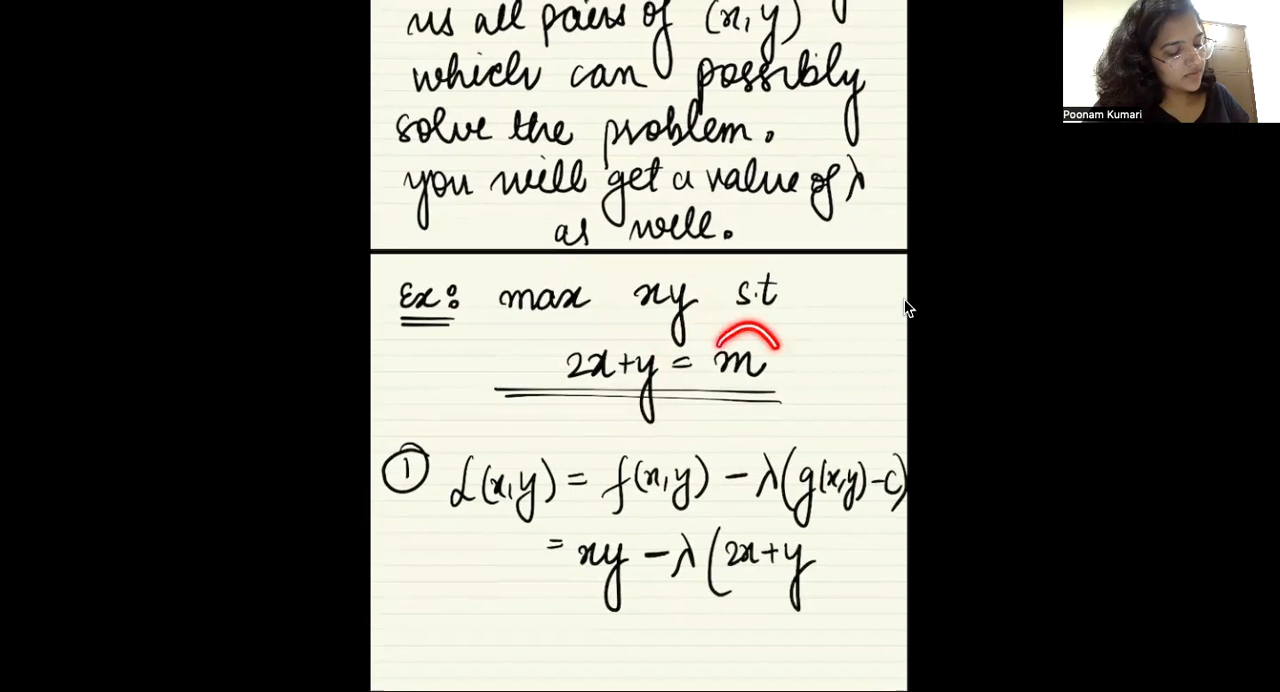 us all pairs of (x,y)
which can possibly
solve the problem.
you will get a value of λ
as well.
Ex: max xy s.t
2x+y = m
① L(x,y) = f(x,y) - λ(g(x,y)-c)
= xy - λ(2x+y
Poonam Kumari